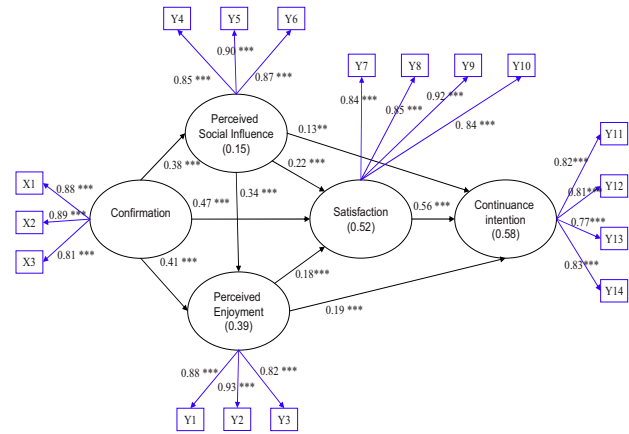 Y4 Y5 Y6
0.90 ***
0.85 *** 0.87 ***
Y7 Y8 Y9 Y10
0.84 *** 0.85 *** 0.92 *** 0. 84 ***
Perceived
Social Influence
(0.15)
0.13**
0.38 *** 0.22 ***
Y11
0.82***
Y12
0.81***
0.77***
Y13
0.83***
Y14
X1
0.88 ***
X2
0.89 ***
X3
0.81 ***
Confirmation
0.34 ***
0.47 ***
Satisfaction
(0.52)
0.56 ***
Continuance
intention
(0.58)
0.41 ***
0.18***
Perceived
Enjoyment
(0.39)
0.19 ***
0.88 *** 0.93 *** 0.82 ***
Y1 Y2 Y3